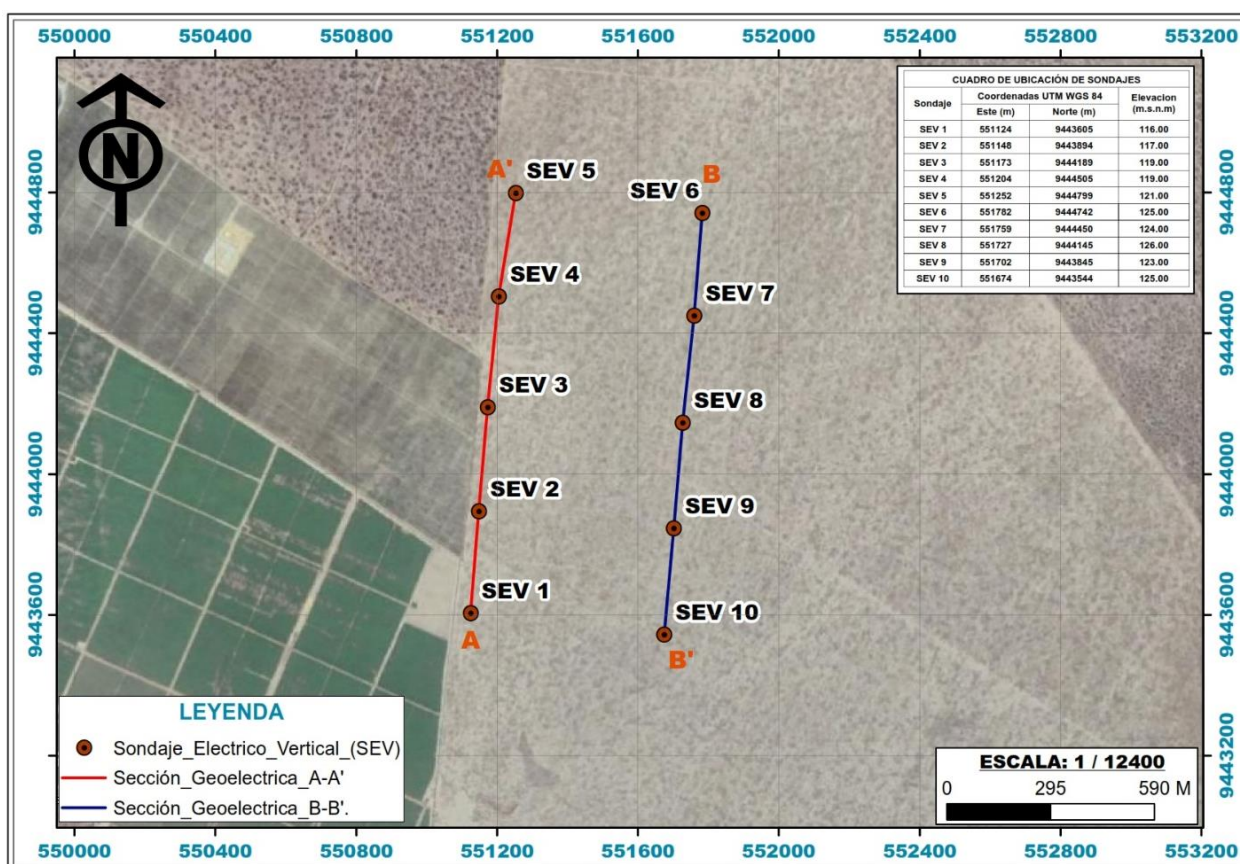 550000 550400 550800 551200 551600 552000 552400 552800 553200
N
CUADRO DE UBICACIÓN DE SONDAJES
Sondaje Coordenadas UTM WGS 84 Elevacion (m.s.n.m)
Este (m) Norte (m)
SEV 1 551124 9443605 116.00
SEV 2 551148 9443894 117.00
SEV 3 551173 9444189 119.00
SEV 4 551204 9444505 119.00
SEV 5 551252 9444799 121.00
SEV 6 551782 9444742 125.00
SEV 7 551759 9444450 124.00
SEV 8 551727 9444145 126.00
SEV 9 551702 9443845 123.00
SEV 10 551674 9443544 125.00
A' SEV 5
B
SEV 6
9444800 9444800
SEV 4
SEV 7
9444400 9444400
SEV 3
SEV 8
9444000 9444000
SEV 2
SEV 9
SEV 1
SEV 10
9443600 9443600
A
B'
9443200
LEYENDA
Sondaje_Electrico_Vertical_(SEV)
Sección_Geoelectrica_A-A'
Sección_Geoelectrica_B-B'.
ESCALA: 1 / 12400
0 295 590 M
550000 550400 550800 551200 551600 552000 552400 552800 553200